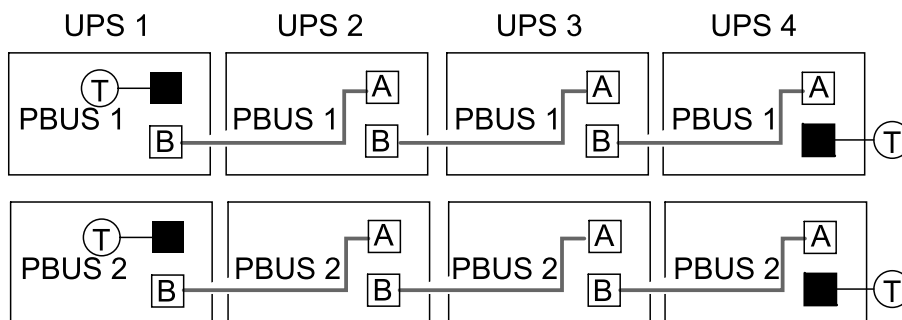 UPS 1 UPS 2 UPS 3 UPS 4
T A A A
PBUS 1 PBUS 1 PBUS 1 PBUS 1
B B B T
T A A A
PBUS 2 PBUS 2 PBUS 2 PBUS 2
B B B T